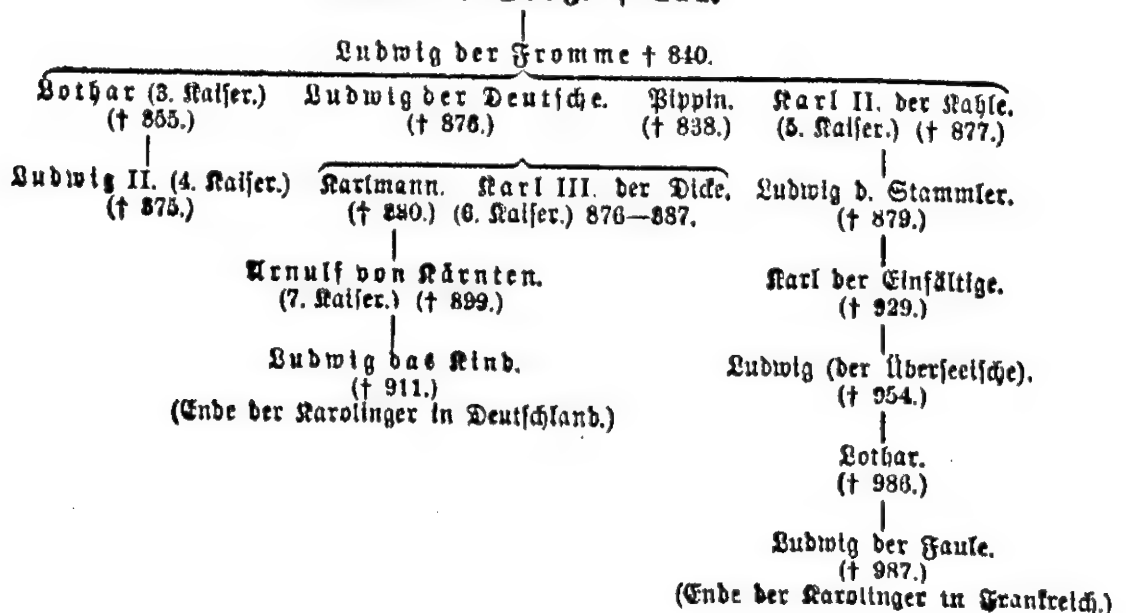 Ludwig der Fromme † 840.
Lothar (3. Kaiser.) Ludwig der Deutsche. Pippin. Karl II. der Kahle.
(† 855.) († 876.) († 838.) (5. Kaiser.) († 877.)
Ludwig II. (4. Kaiser.) Karlmann. Karl III. der Dicke. Ludwig d. Stammler.
(† 875.) († 880.) (6. Kaiser.) 876—887. († 879.)
Arnulf von Kärnten. Karl der Einfältige.
(7. Kaiser.) († 899.) († 929.)
Ludwig das Kind. Ludwig (der Überseeische).
(† 911.) († 954.)
(Ende der Karolinger in Deutschland.)
Lothar.
(† 986.)
Ludwig der Faule.
(† 987.)
(Ende der Karolinger in Frankreich.)